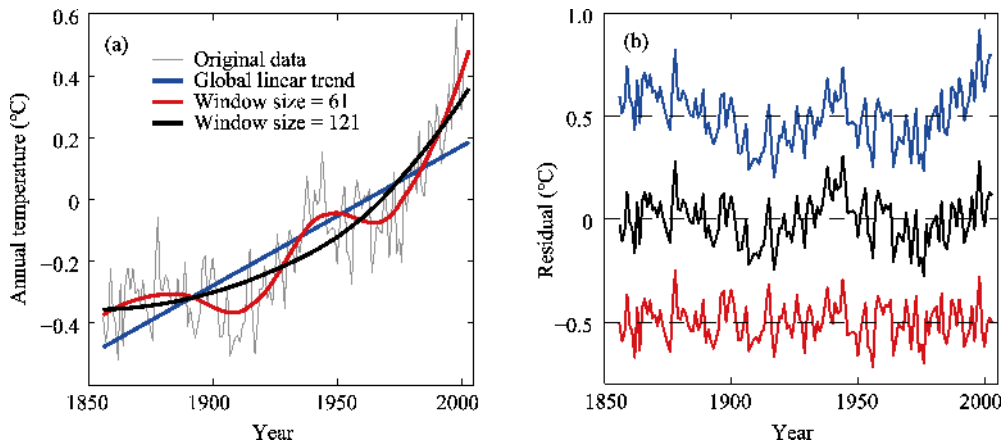 (a)
Original data
Global linear trend
Window size = 61
Window size = 121
0.6
0.4
0.2
0
−0.2
−0.4
Annual temperature (°C)
1850
1900
1950
2000
Year
(b)
1.0
0.5
0
−0.5
Residual (°C)
1850
1900
1950
2000
Year